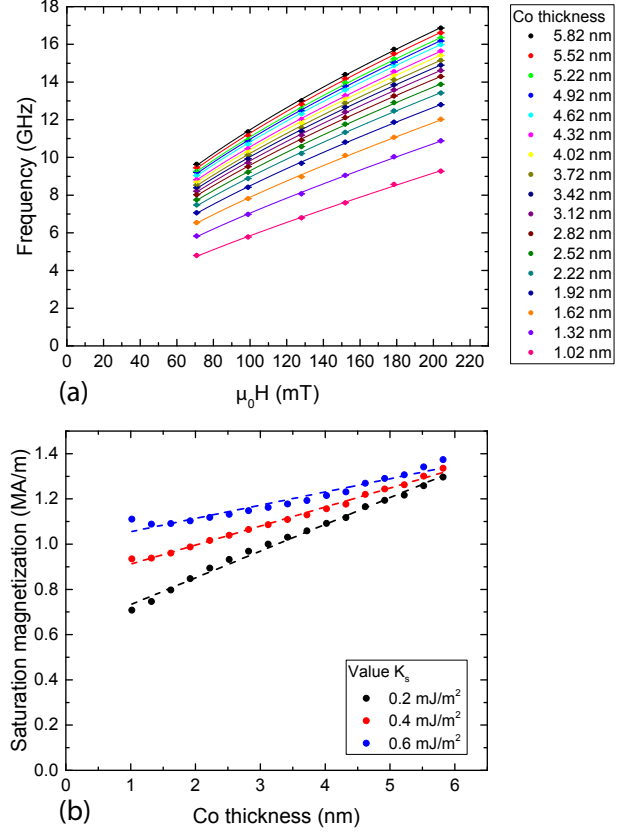 18
16
14
12
10
8
6
4
2
0
Frequency (GHz)
0 20 40 60 80 100 120 140 160 180 200 220
(a)
μ₀H (mT)
Co thickness
5.82 nm
5.52 nm
5.22 nm
4.92 nm
4.62 nm
4.32 nm
4.02 nm
3.72 nm
3.42 nm
3.12 nm
2.82 nm
2.52 nm
2.22 nm
1.92 nm
1.62 nm
1.32 nm
1.02 nm
1.4
1.2
1.0
0.8
0.6
0.4
0.2
0.0
Saturation magnetization (MA/m)
Value Kₛ
0.2 mJ/m²
0.4 mJ/m²
0.6 mJ/m²
0 1 2 3 4 5 6
(b)
Co thickness (nm)